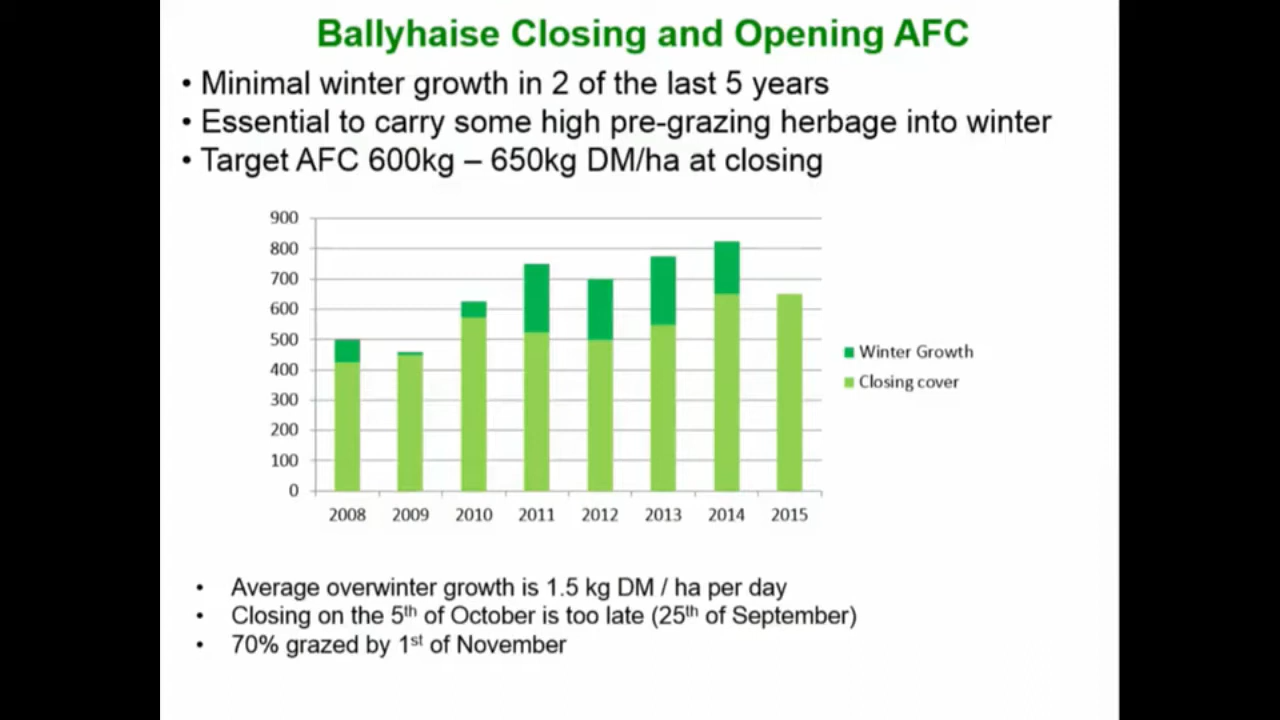 Ballyhaise Closing and Opening AFC
• Minimal winter growth in 2 of the last 5 years
• Essential to carry some high pre-grazing herbage into winter
• Target AFC 600kg – 650kg DM/ha at closing
900
800
700
600
500
400
300
200
100
0
2008 2009 2010 2011 2012 2013 2014 2015
Winter Growth
Closing cover
• Average overwinter growth is 1.5 kg DM / ha per day
• Closing on the 5th of October is too late (25th of September)
• 70% grazed by 1st of November